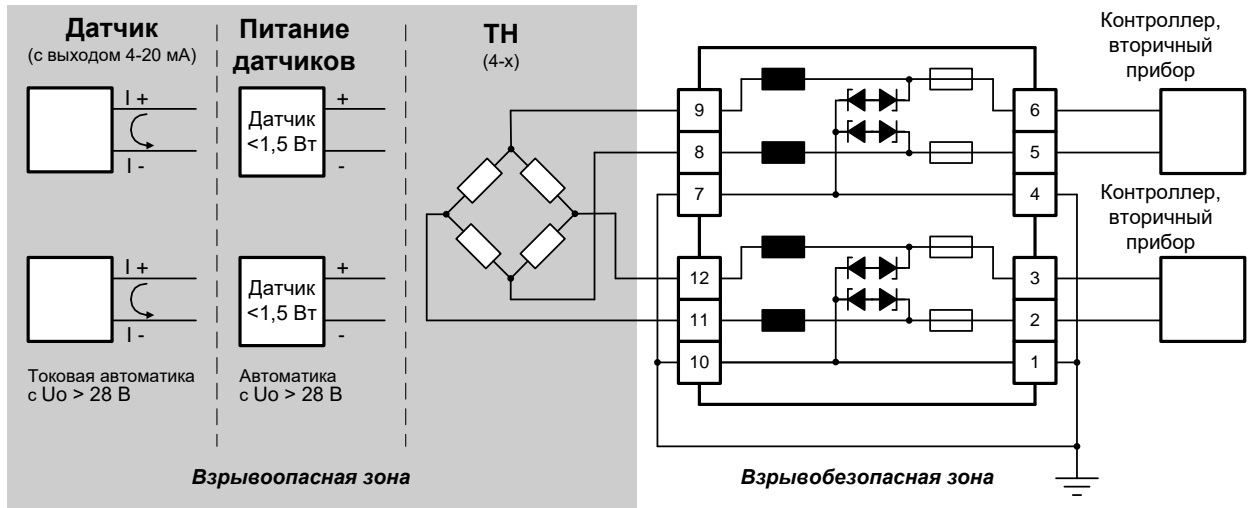 Датчик
(с выходом 4-20 мА)
I +
I -
I +
I -
Токовая автоматика
с Uo > 28 В
Питание
датчиков
Датчик
<1,5 Вт
+
-
Датчик
<1,5 Вт
+
-
Автоматика
с Uo > 28 В
ТН
(4-х)
Взрывоопасная зона
9
8
7
12
11
10
6
5
4
3
2
1
Контроллер,
вторичный
прибор
Контроллер,
вторичный
прибор
Взрывобезопасная зона